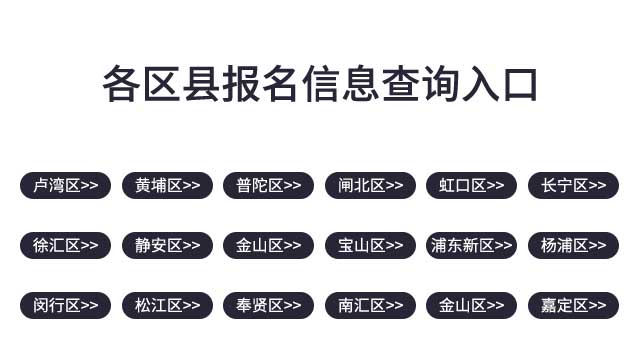 各区县报名信息查询入口
卢湾区>> 黄埔区>> 普陀区>> 闸北区>> 虹口区>> 长宁区>>
徐汇区>> 静安区>> 金山区>> 宝山区>> 浦东新区>> 杨浦区>>
闵行区>> 松江区>> 奉贤区>> 南汇区>> 金山区>> 嘉定区>>